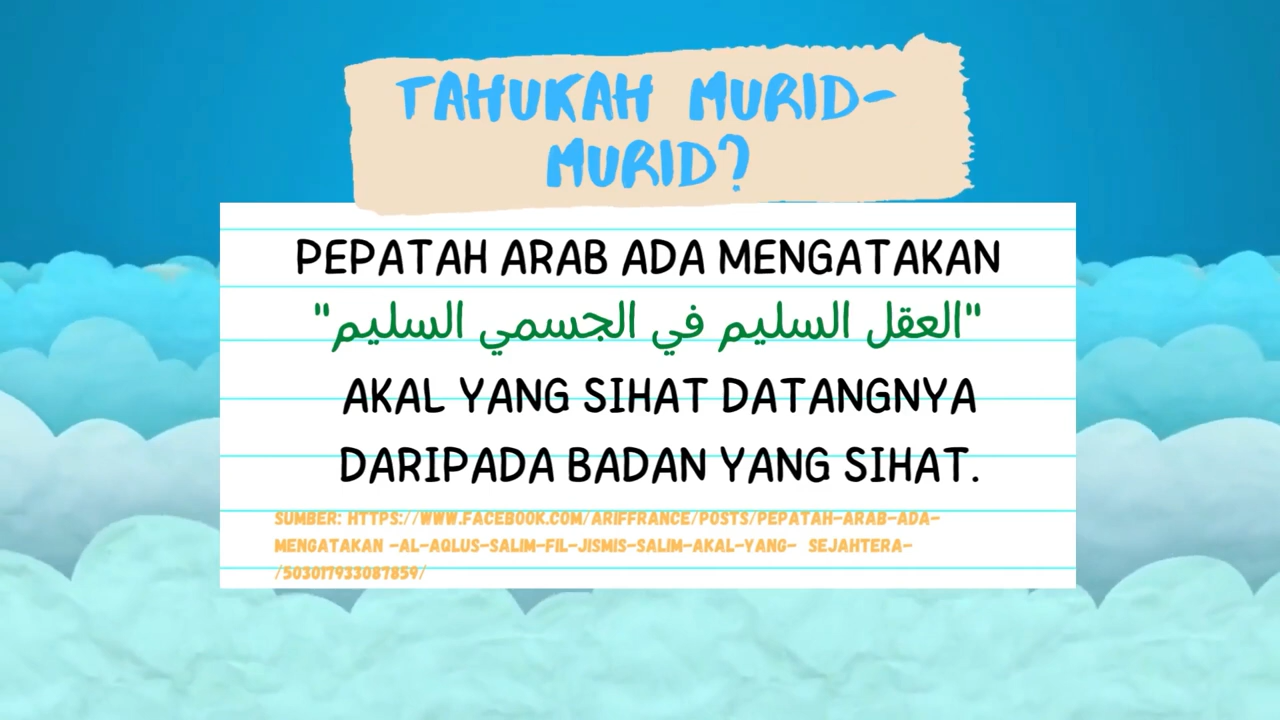 TAHUKAH MURID-
MURID?
PEPATAH ARAB ADA MENGATAKAN
"العقل السليم في الجسمي السليم"
AKAL YANG SIHAT DATANGNYA
DARIPADA BADAN YANG SIHAT.
SUMBER: HTTPS://WWW.FACEBOOK.COM/ARIFFRANCE/POSTS/PEPATAH-ARAB-ADA-
MENGATAKAN -AL-AQLUS-SALIM-FIL-JISMIS-SALIM-AKAL-YANG- SEJAHTERA-
/503017933087859/